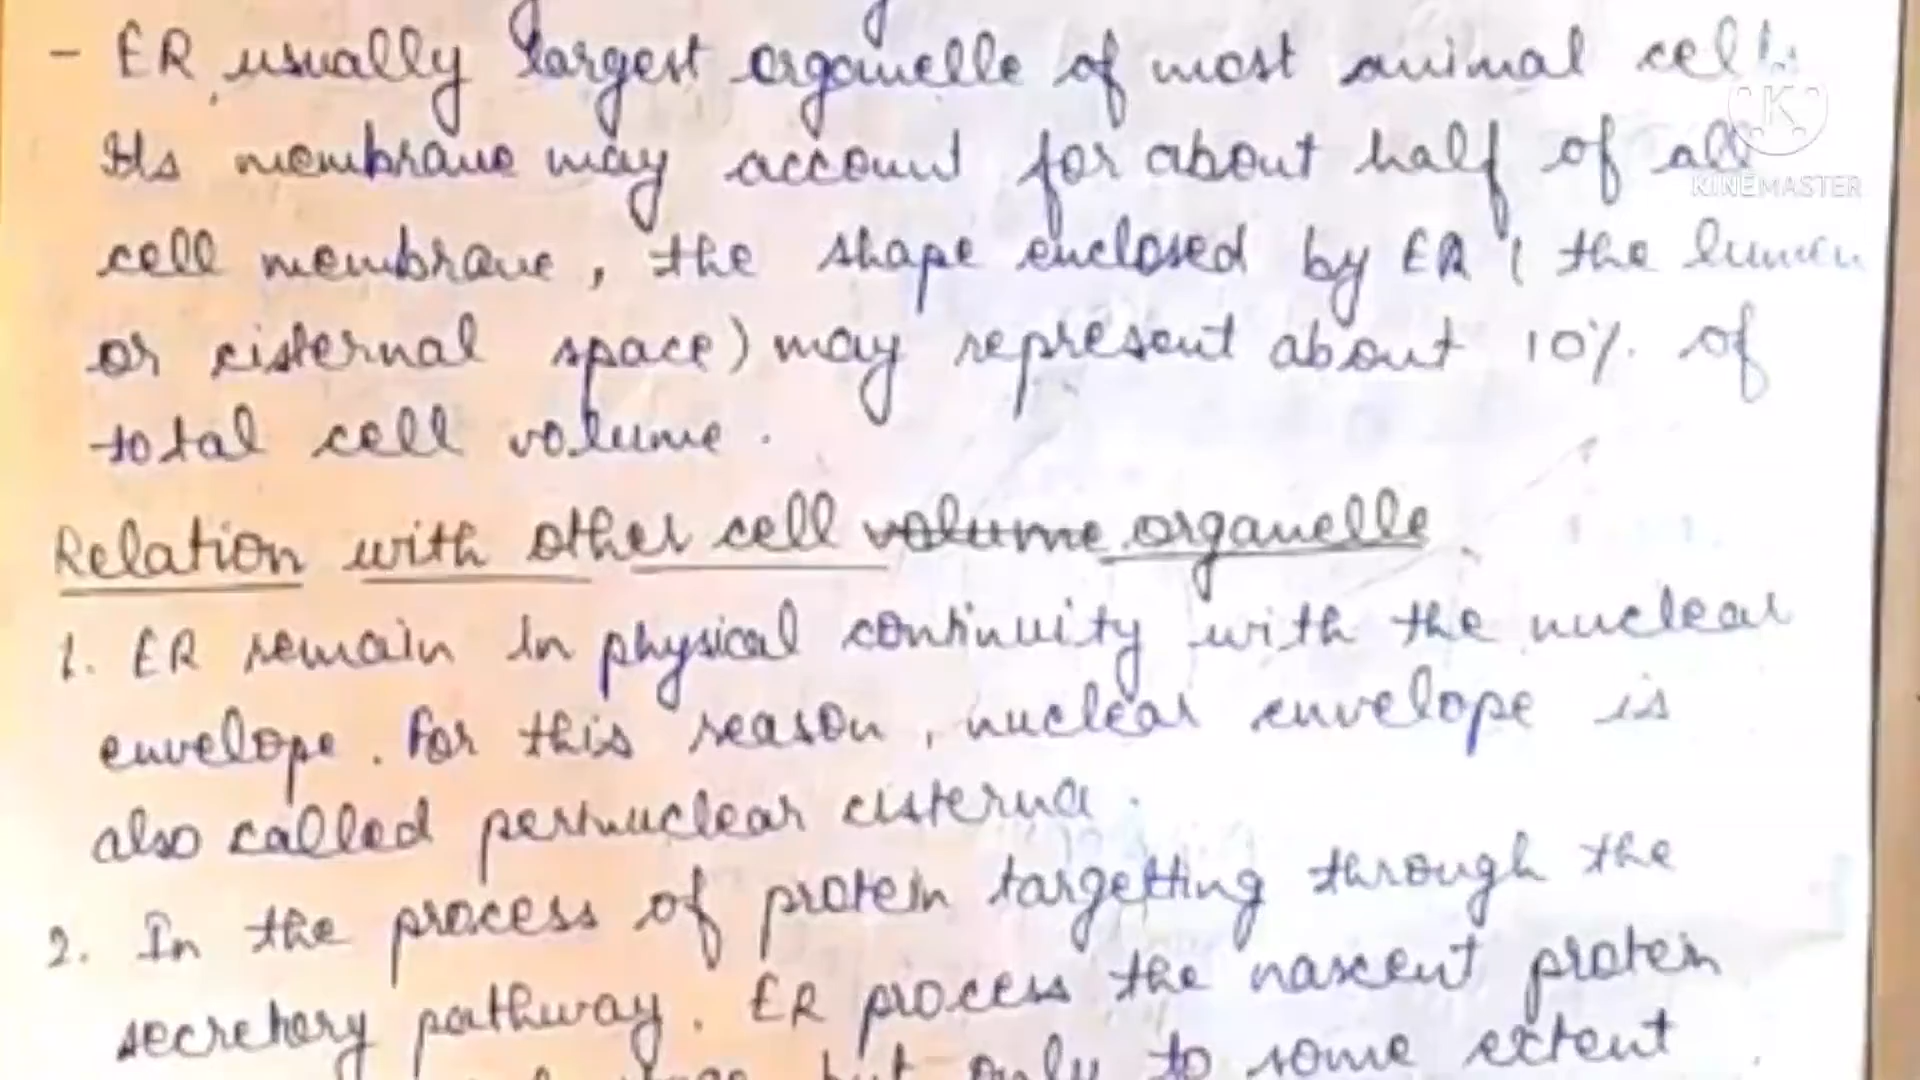 - ER usually largest organelle of most animal cell.
Its membrane may account for about half of all
KINEMASTER
cell membrane, the shape enclosed by ER ( the lumen
or cisternal space) may represent about 10% of
total cell volume.
Relation with other cell volume organelle
1. ER remain in physical continuity with the nuclear
envelope. For this reason, nuclear envelope is
also called perinuclear cisterna.
2. In the process of protein targetting through the
secretory pathway. ER process the nascent protein
but only to some extent